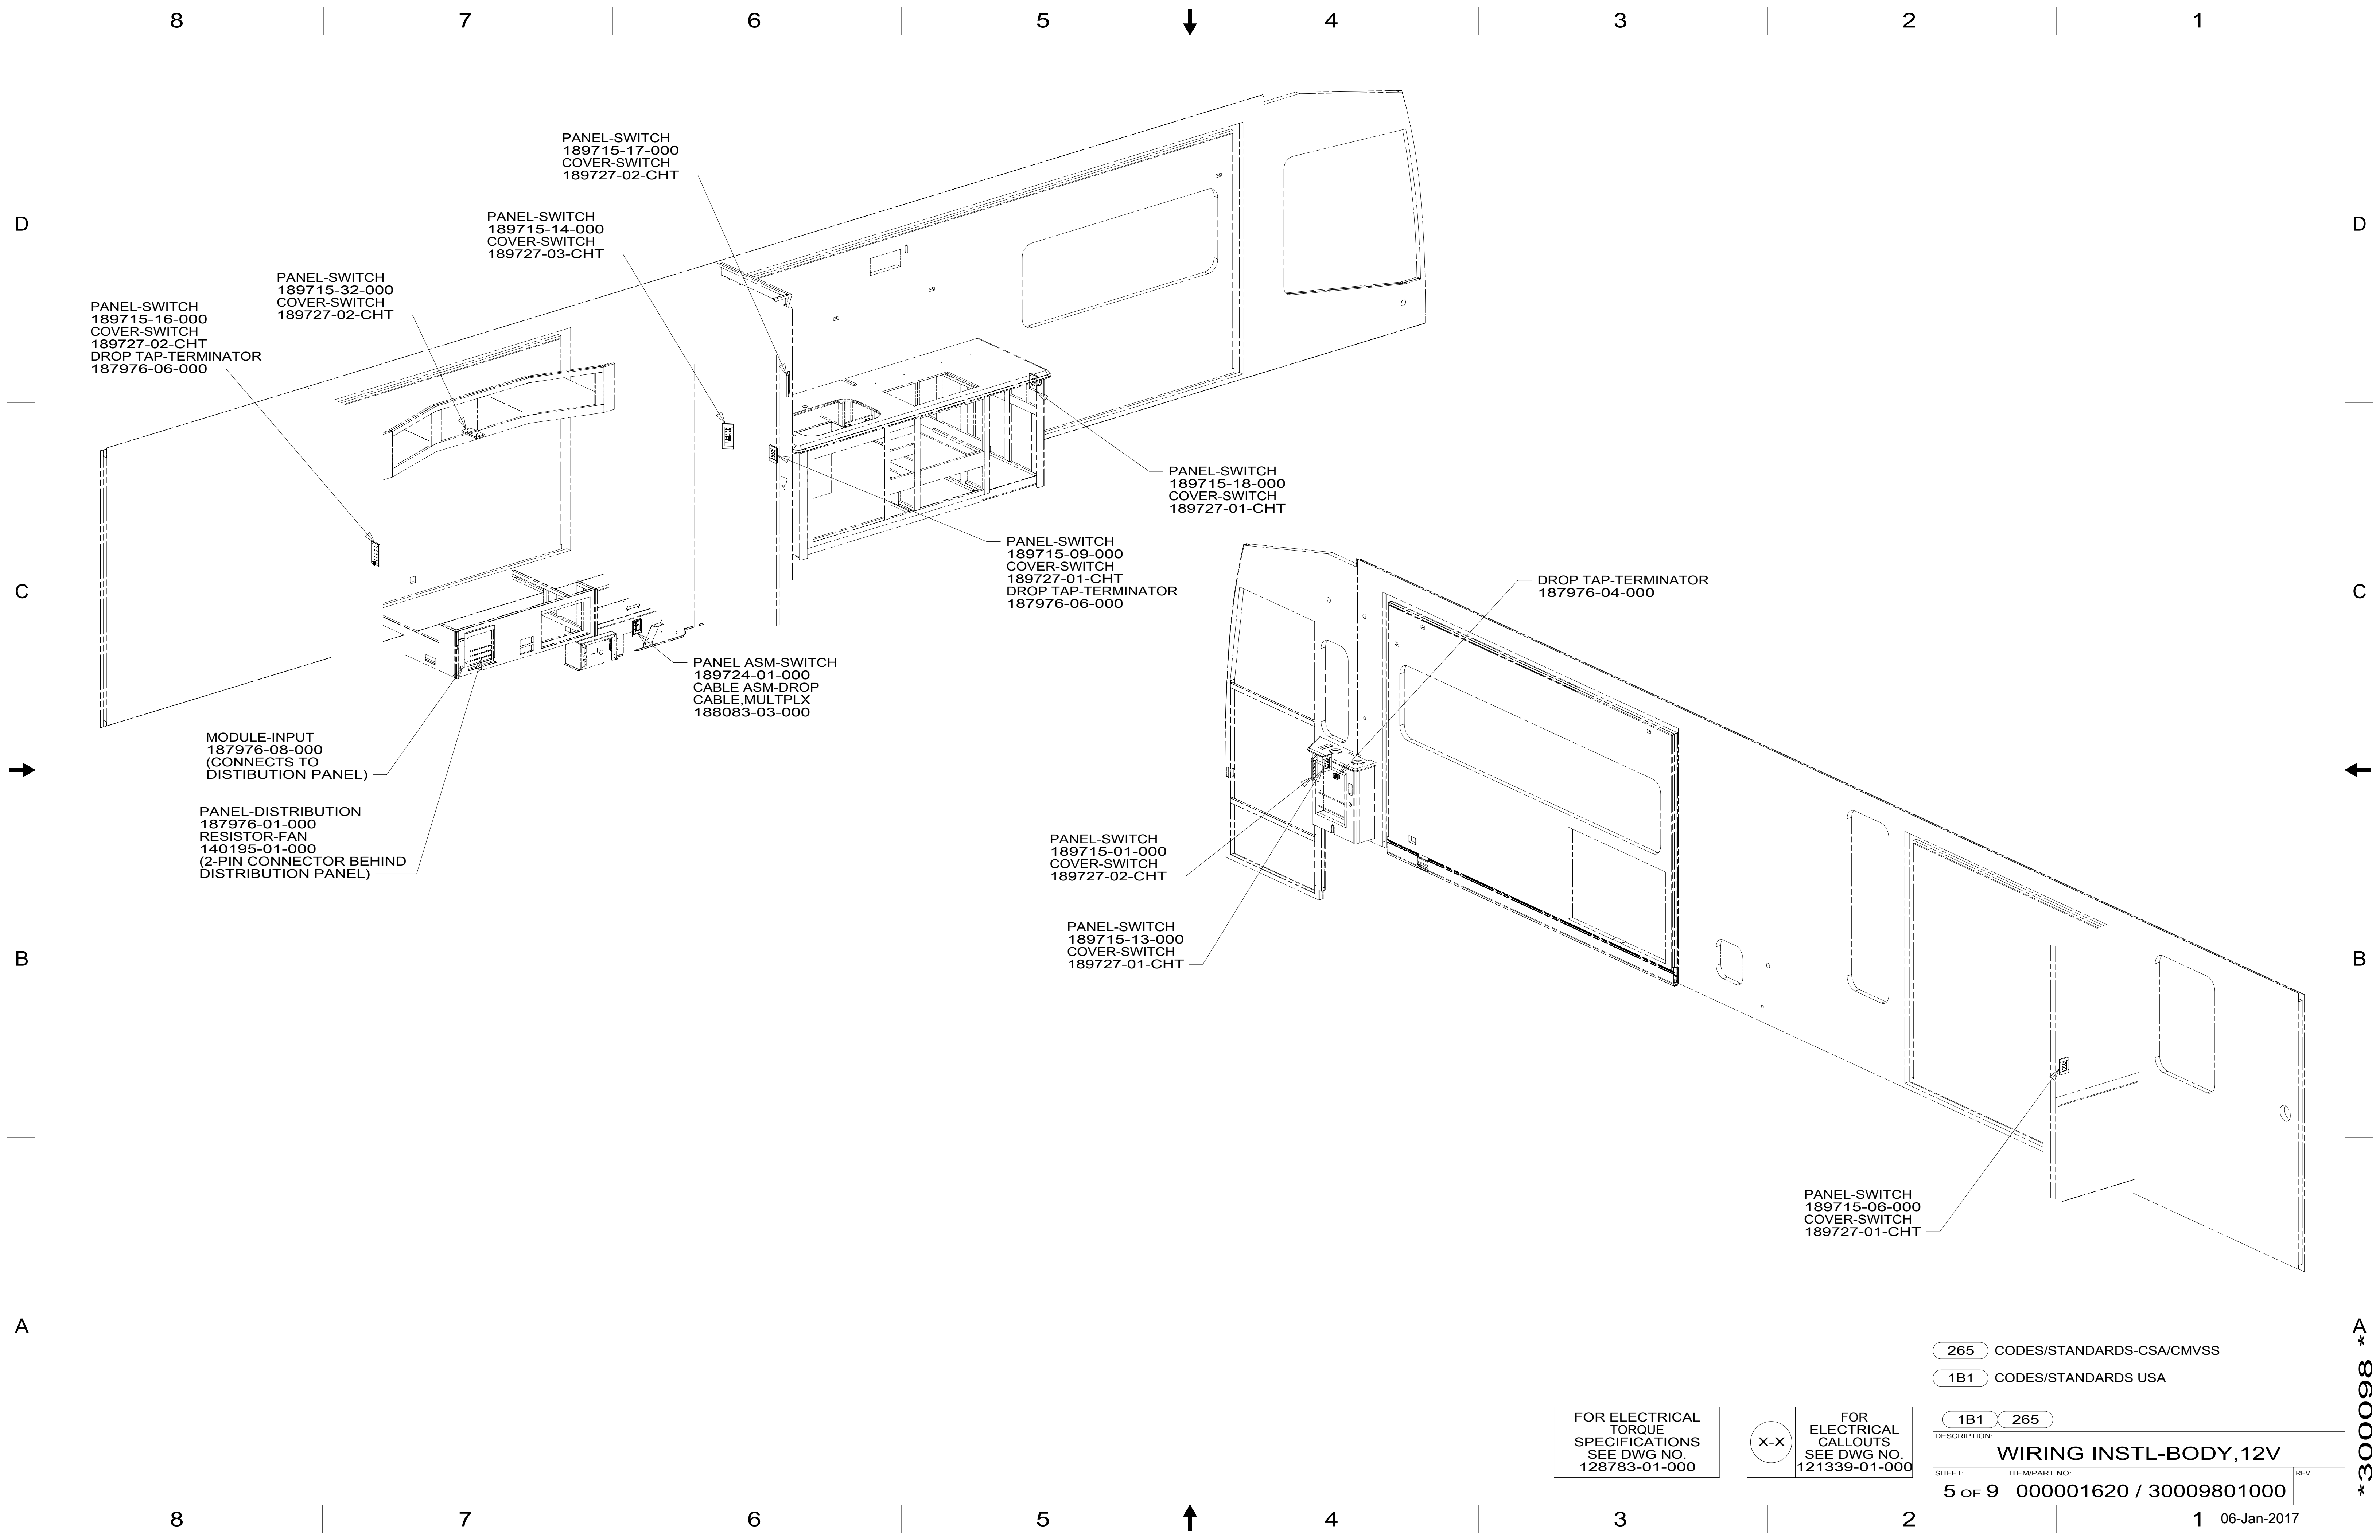 8 7 6 5 4 3 2 1
D
D
C
C
B
B
A
A
PANEL-SWITCH
189715-17-000
COVER-SWITCH
189727-02-CHT
PANEL-SWITCH
189715-14-000
COVER-SWITCH
189727-03-CHT
PANEL-SWITCH
189715-32-000
COVER-SWITCH
189727-02-CHT
PANEL-SWITCH
189715-16-000
COVER-SWITCH
189727-02-CHT
DROP TAP-TERMINATOR
187976-06-000
PANEL-SWITCH
189715-18-000
COVER-SWITCH
189727-01-CHT
PANEL-SWITCH
189715-09-000
COVER-SWITCH
189727-01-CHT
DROP TAP-TERMINATOR
187976-06-000
DROP TAP-TERMINATOR
187976-04-000
PANEL ASM-SWITCH
189724-01-000
CABLE ASM-DROP
CABLE,MULTPLX
188083-03-000
MODULE-INPUT
187976-08-000
(CONNECTS TO
DISTIBUTION PANEL)
PANEL-DISTRIBUTION
187976-01-000
RESISTOR-FAN
140195-01-000
(2-PIN CONNECTOR BEHIND
DISTRIBUTION PANEL)
PANEL-SWITCH
189715-01-000
COVER-SWITCH
189727-02-CHT
PANEL-SWITCH
189715-13-000
COVER-SWITCH
189727-01-CHT
PANEL-SWITCH
189715-06-000
COVER-SWITCH
189727-01-CHT
265 CODES/STANDARDS-CSA/CMVSS
1B1 CODES/STANDARDS USA
1B1 265
FOR ELECTRICAL
TORQUE
SPECIFICATIONS
SEE DWG NO.
128783-01-000
X-X
FOR
ELECTRICAL
CALLOUTS
SEE DWG NO.
121339-01-000
DESCRIPTION:
WIRING INSTL-BODY,12V
SHEET:
5 OF 9
ITEM/PART NO:
000001620 / 30009801000
REV
*300098*
8 7 6 5 4 3 2 1
06-Jan-2017